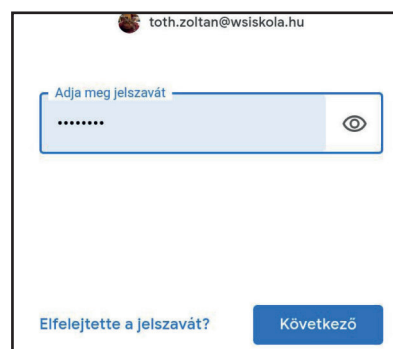 toth.zoltan@wsiskola.hu
Adja meg jelszavát
••••••••
Elfelejtette a jelszavát?
Következő